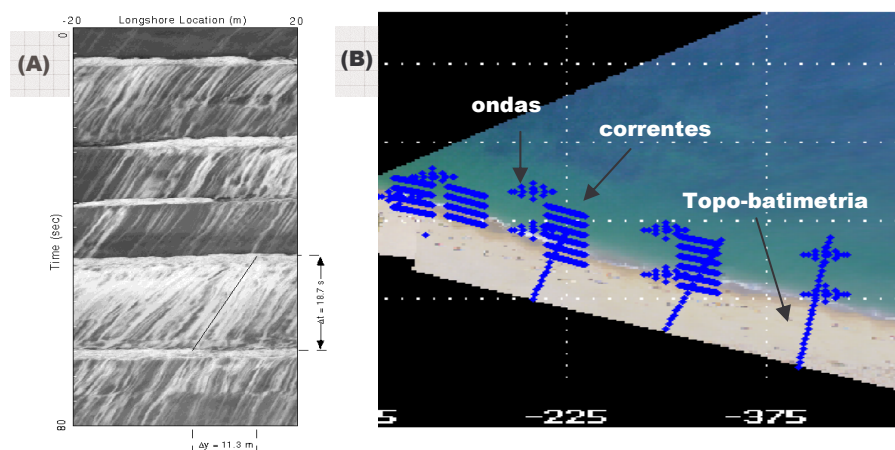 Longshore Location (m)
-20
20
0
(A)
Time (sec)
Δt = 18.7 s
80
Δy = 11.3 m
(B)
ondas
correntes
Topo-batimetria
5
-225
-375